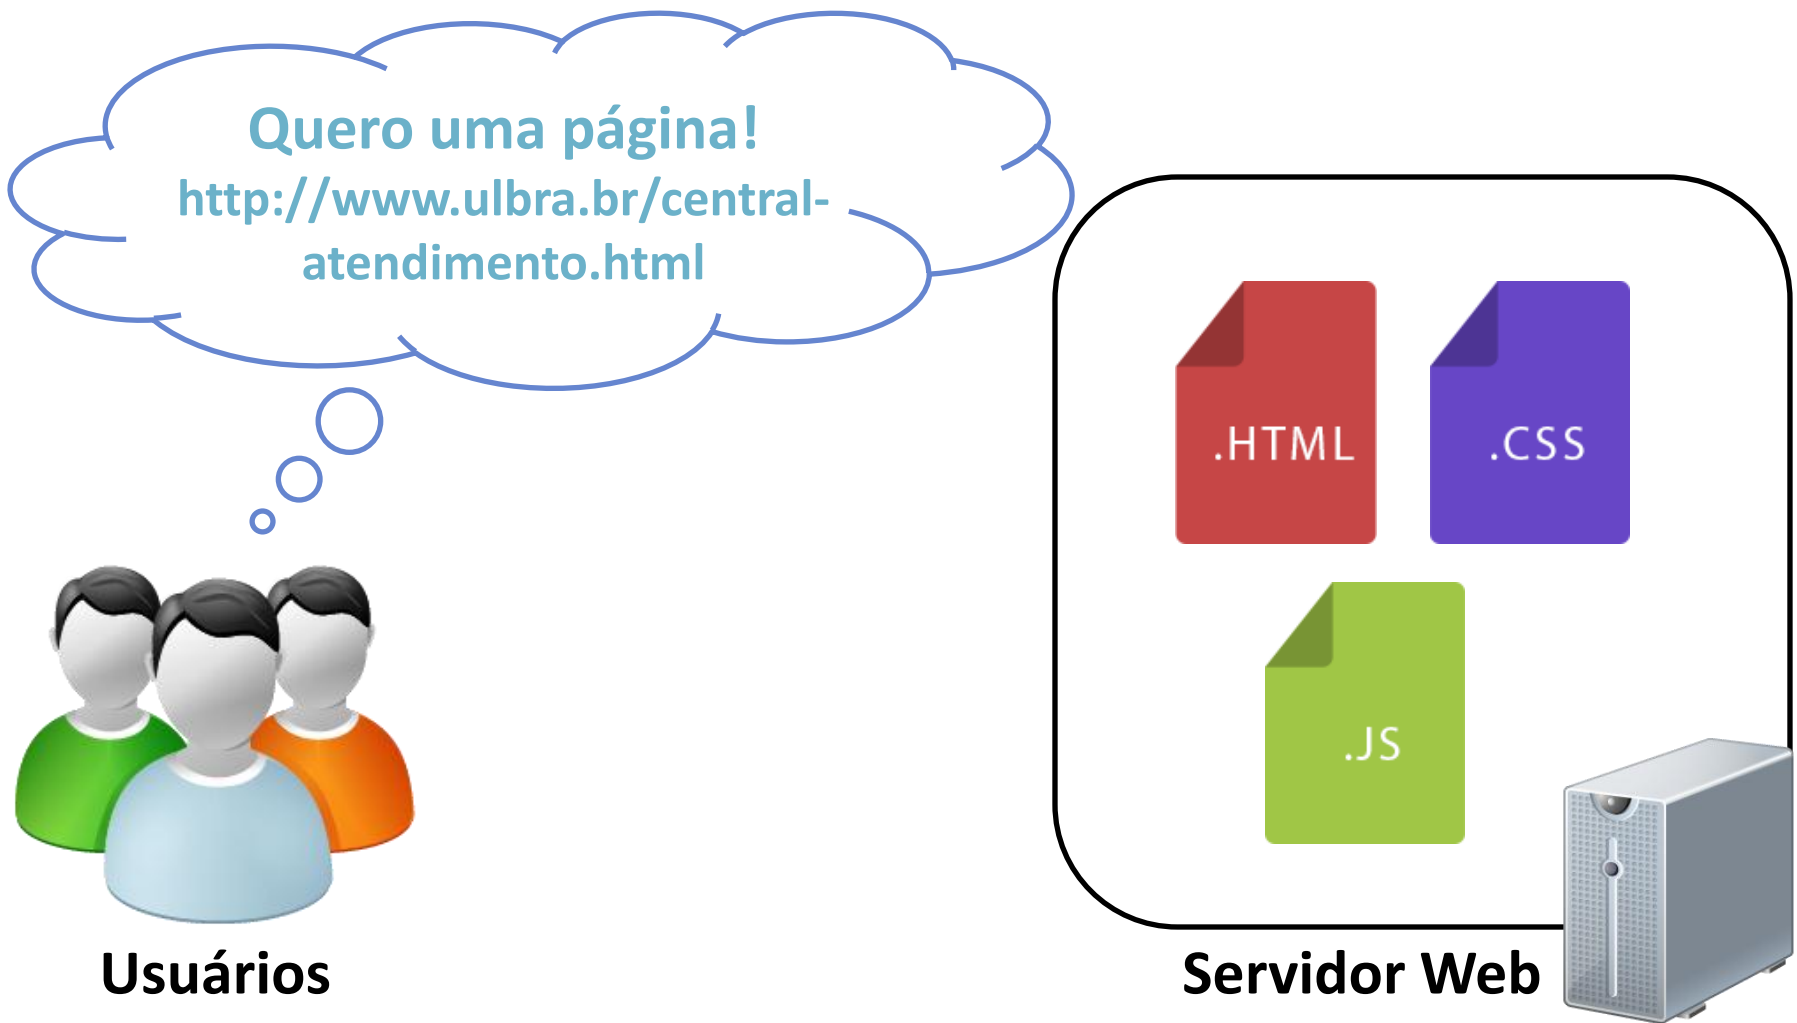 Quero uma página!
http://www.ulbra.br/central-
atendimento.html
.HTML
.CSS
.JS
Usuários
Servidor Web